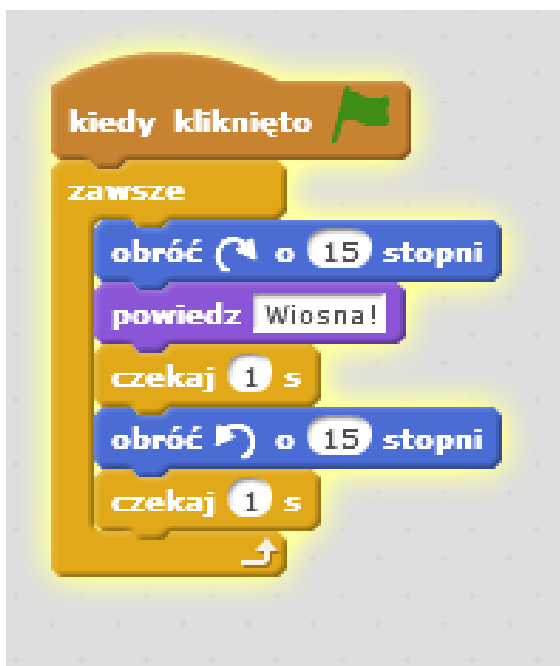 kiedy kliknięto
zawsze
obróć o 15 stopni
powiedz Wiosna!
czekaj 1 s
obróć o 15 stopni
czekaj 1 s